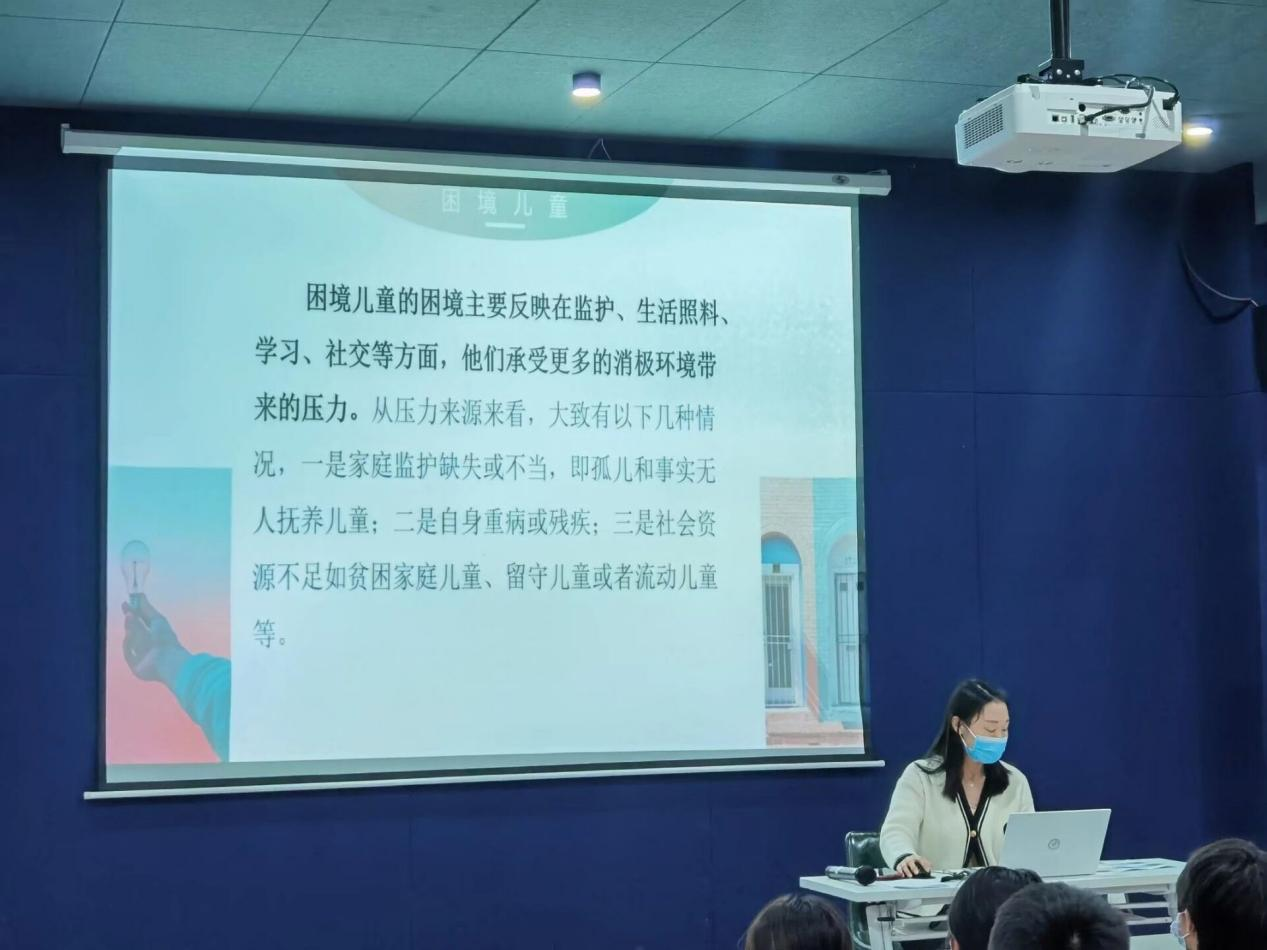 困境儿童
困境儿童的困境主要反映在监护、生活照料、
学习、社交等方面，他们承受更多的消极环境带
来的压力。从压力来源来看，大致有以下几种情
况，一是家庭监护缺失或不当，即孤儿和事实无
人抚养儿童；二是自身重病或残疾；三是社会资
源不足如贫困家庭儿童、留守儿童或者流动儿童
等。